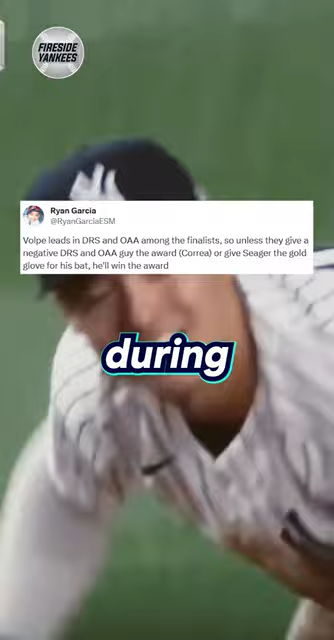 FIRESIDE
YANKEES
Ryan Garcia
@RyanGarciaESM
Volpe leads in DRS and OAA among the finalists, so unless they give a
negative DRS and OAA guy the award (Correa) or give Seager the gold
glove for his bat, he'll win the award
during